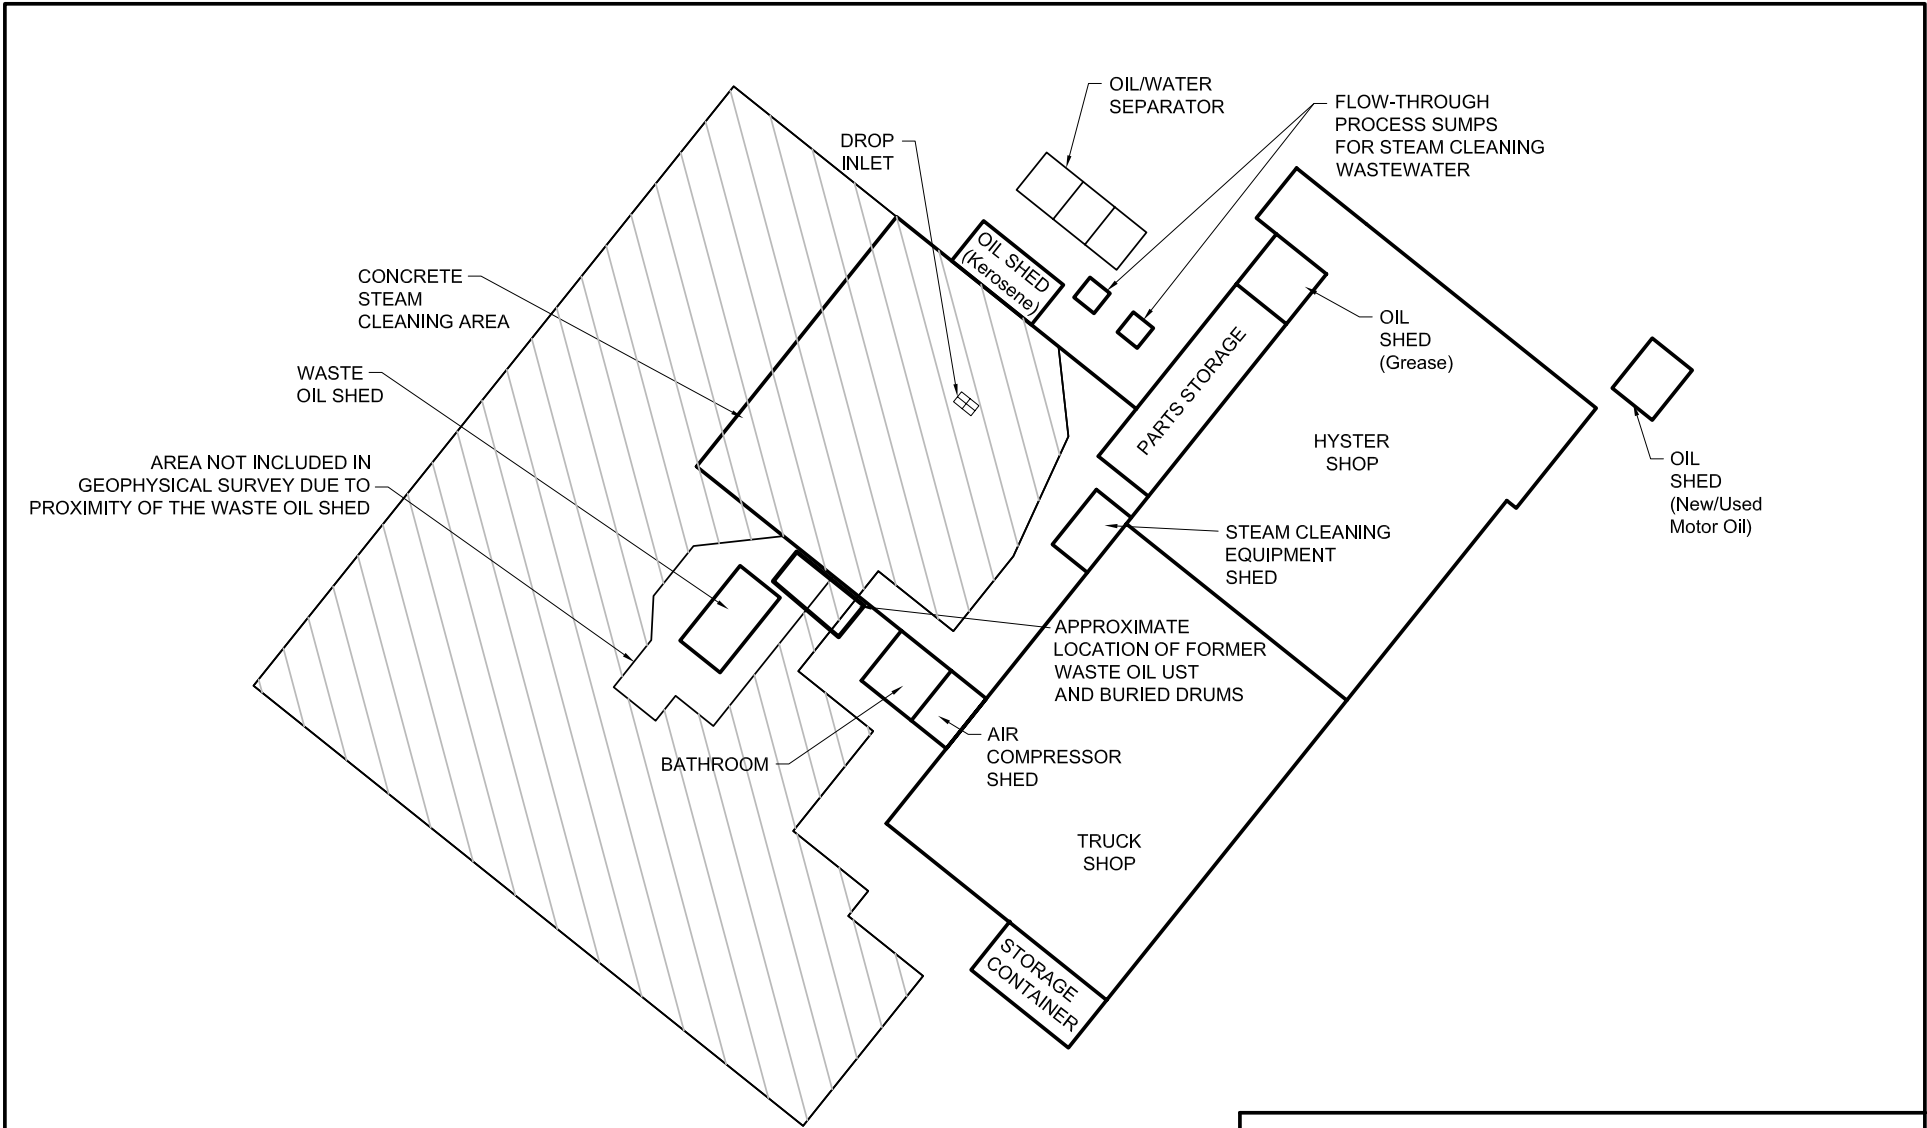 OIL/WATER
SEPARATOR
FLOW-THROUGH
PROCESS SUMPS
FOR STEAM CLEANING
WASTEWATER
DROP
INLET
OIL SHED
(Kerosene)
CONCRETE
STEAM
CLEANING AREA
OIL
SHED
(Grease)
WASTE
OIL SHED
PARTS STORAGE
HYSTER
SHOP
AREA NOT INCLUDED IN
GEOPHYSICAL SURVEY DUE TO
PROXIMITY OF THE WASTE OIL SHED
OIL
SHED
(New/Used
Motor Oil)
STEAM CLEANING
EQUIPMENT
SHED
APPROXIMATE
LOCATION OF FORMER
WASTE OIL UST
AND BURIED DRUMS
BATHROOM
AIR
COMPRESSOR
SHED
TRUCK
SHOP
STORAGE
CONTAINER